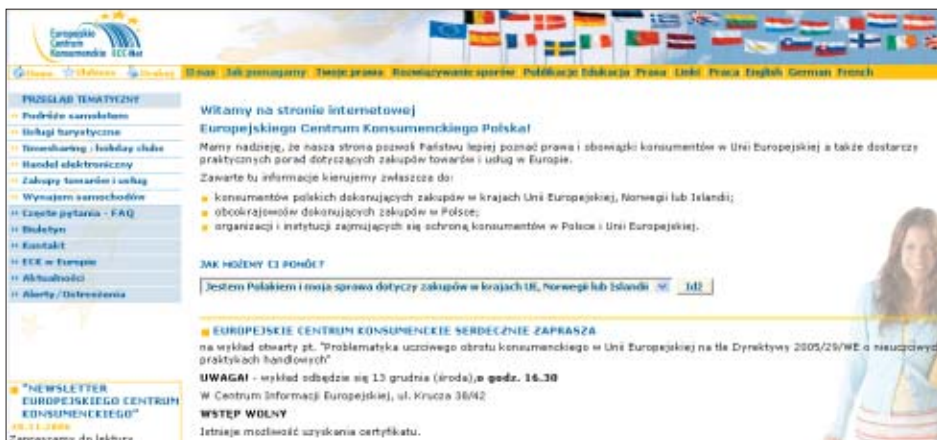 Europejskie
Centrum
Konsumenckie ECC-Net
Home Ulubione Drukuj O nas Jak pomagamy Twoje prawa Rozwiązywanie sporów Publikacje Edukacja Prasa Linki Praca English German French
PRZEGLĄD TEMATYCZNY
Podróże samolotem
Usługi turystyczne
Timesharing i holiday clubs
Handel elektroniczny
Zakupy towarów i usług
Wynajem samochodów
Częste pytania - FAQ
Biuletyn
Kontakt
ECK w Europie
Aktualności
Alerty/Ostrzeżenia
"NEWSLETTER
EUROPEJSKIEGO CENTRUM
KONSUMENCKIEGO"
Zapraszamy do lektury
Witamy na stronie internetowej
Europejskiego Centrum Konsumenckiego Polska!
Mamy nadzieję, że nasza strona pozwoli Państwu lepiej poznać prawa i obowiązki konsumentów w Unii Europejskiej a także dostarczy
praktycznych porad dotyczących zakupów towarów i usług w Europie.
Zawarte tu informacje kierujemy zwłaszcza do:
konsumentów polskich dokonujących zakupów w krajach Unii Europejskiej, Norwegii lub Islandii;
obcokrajowców dokonujących zakupów w Polsce;
organizacji i instytucji zajmujących się ochroną konsumentów w Polsce i Unii Europejskiej.
JAK MOŻEMY CI POMÓC?
Jestem Polakiem i moja sprawa dotyczy zakupów w krajach UE, Norwegii lub Islandii Idź
EUROPEJSKIE CENTRUM KONSUMENCKIE SERDECZNIE ZAPRASZA
na wykład otwarty pt. "Problematyka uczciwego obrotu konsumenckiego w Unii Europejskiej na tle Dyrektywy 2005/29/WE o nieuczciwych
praktykach handlowych"
UWAGA! - wykład odbędzie się 13 grudnia (środa),o godz. 16.30
W Centrum Informacji Europejskiej, ul. Krucza 38/42
WSTĘP WOLNY
Istnieje możliwość uzyskania certyfikatu.